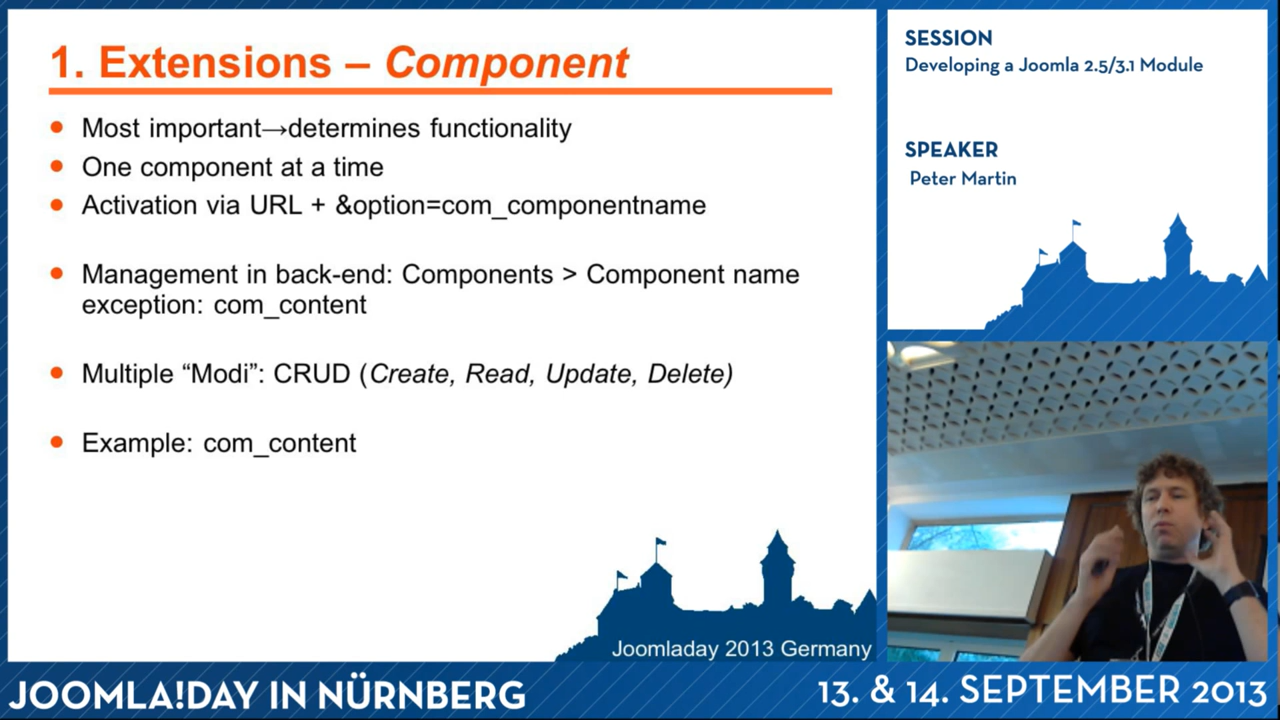 1. Extensions – Component
• Most important→determines functionality
• One component at a time
• Activation via URL + &option=com_componentname
• Management in back-end: Components > Component name
exception: com_content
• Multiple “Modi”: CRUD (Create, Read, Update, Delete)
• Example: com_content
Joomladay 2013 Germany
SESSION
Developing a Joomla 2.5/3.1 Module
SPEAKER
Peter Martin
JOOMLA!DAY IN NÜRNBERG
13. & 14. SEPTEMBER 2013